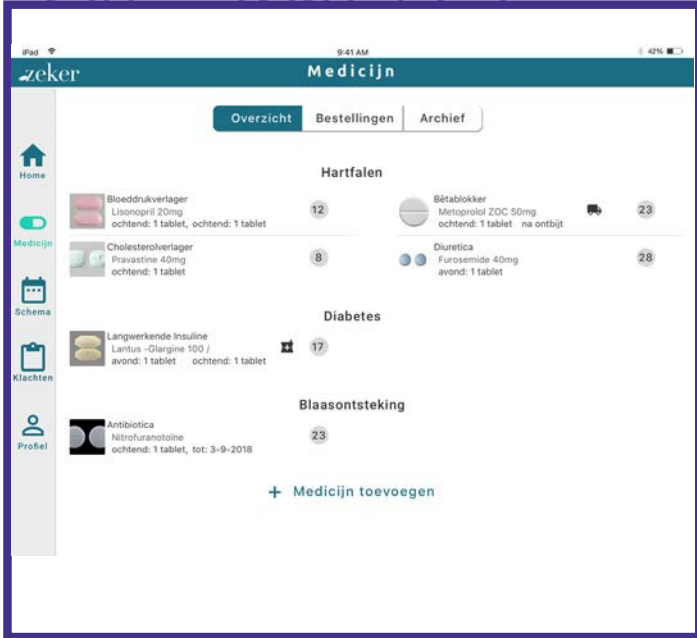 iPad 9:41 AM 42%
zeker Medicijn
Overzicht Bestellingen Archief
Home
Medicijn
Schema
Klachten
Profiel
Hartfalen
Bloeddrukverlager
Lisonopril 20mg
ochtend: 1 tablet, ochtend: 1 tablet
12
Bètablokker
Metoprolol ZOC 50mg
ochtend: 1 tablet na ontbijt
23
Cholesterolverlager
Pravastine 40mg
ochtend: 1 tablet
8
Diuretica
Furosemide 40mg
avond: 1 tablet
28
Diabetes
Langwerkende Insuline
Lantus -Glargine 100 /
avond: 1 tablet ochtend: 1 tablet
17
Blaasontsteking
Antibiotica
Nitrofuranotoïne
ochtend: 1 tablet, tot: 3-9-2018
23
+ Medicijn toevoegen